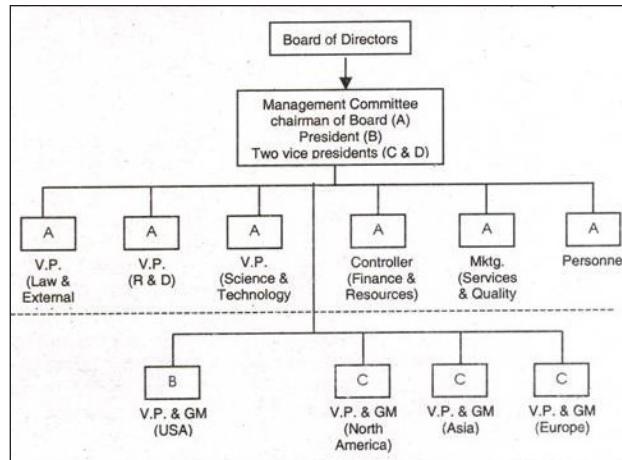 Board of Directors
Management Committee
chairman of Board (A)
President (B)
Two vice presidents (C & D)
A
A
A
A
A
A
V.P.
(Law &
External
V.P.
(R & D)
V.P.
(Science &
Technology
Controller
(Finance &
Resources)
Mktg.
(Services
& Quality
Personne
B
C
C
C
V.P. & GM
(USA)
V.P. & GM
(North
America)
V.P. & GM
(Asia)
V.P. & GM
(Europe)